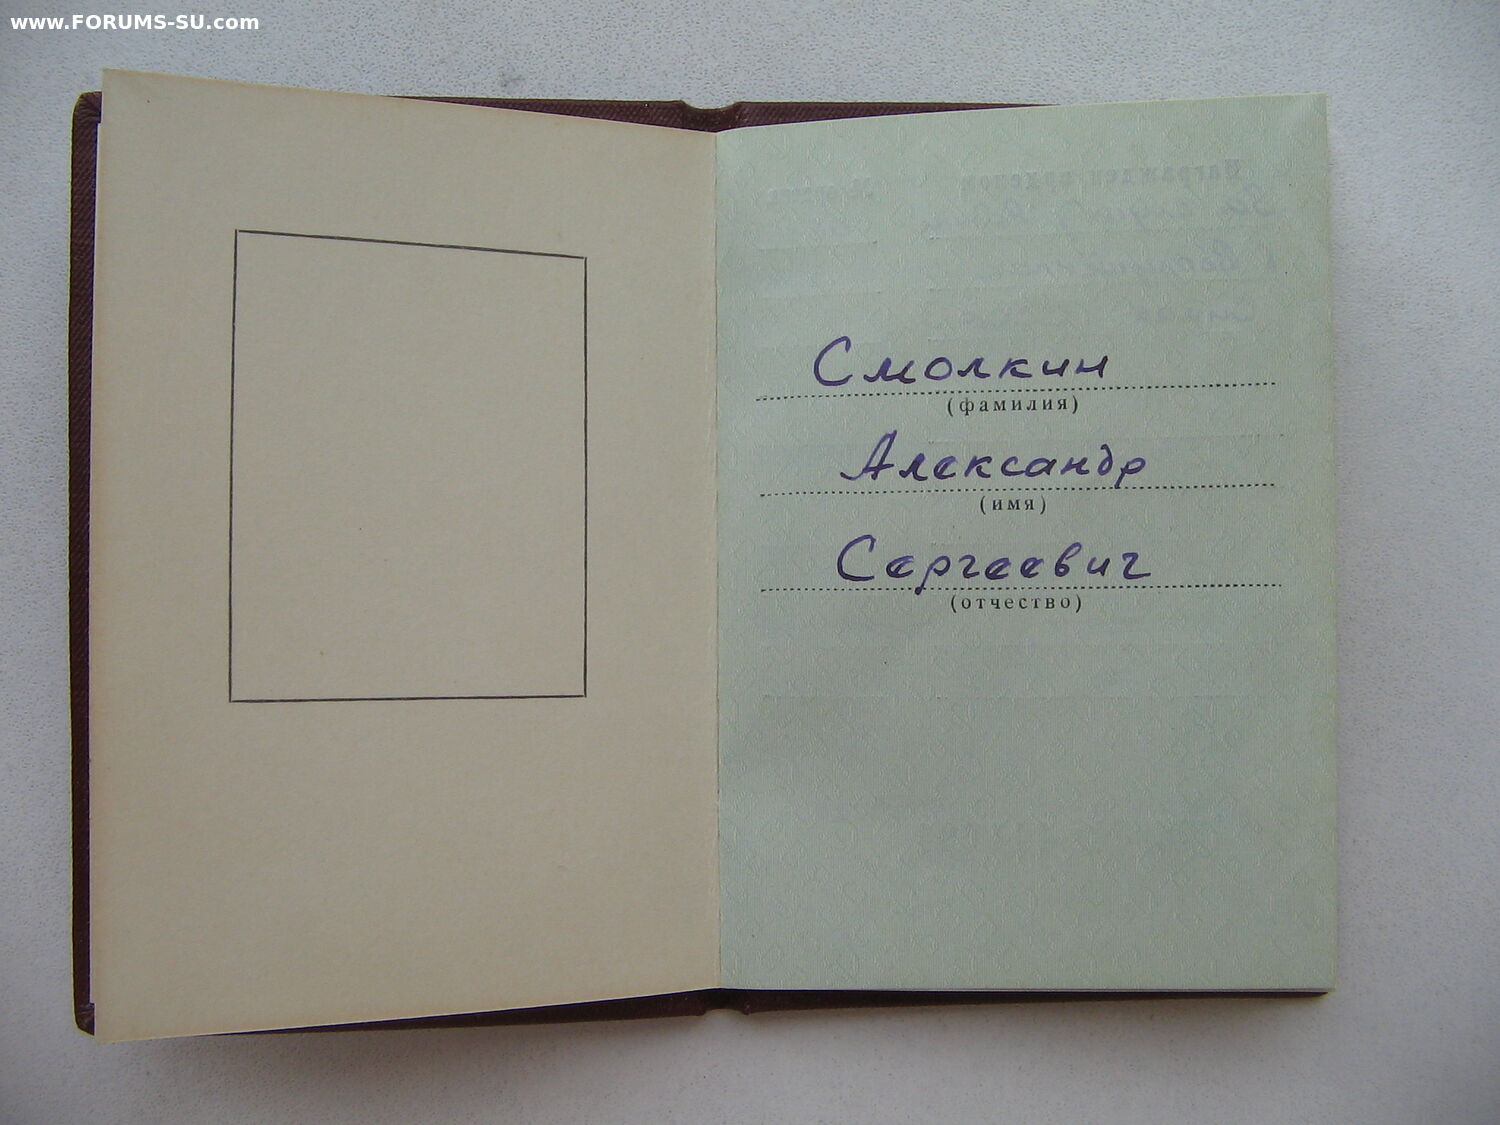 www.FORUMS-SU.com
Смолкин
(фамилия)
Александр
(имя)
Сергеевич
(отчество)